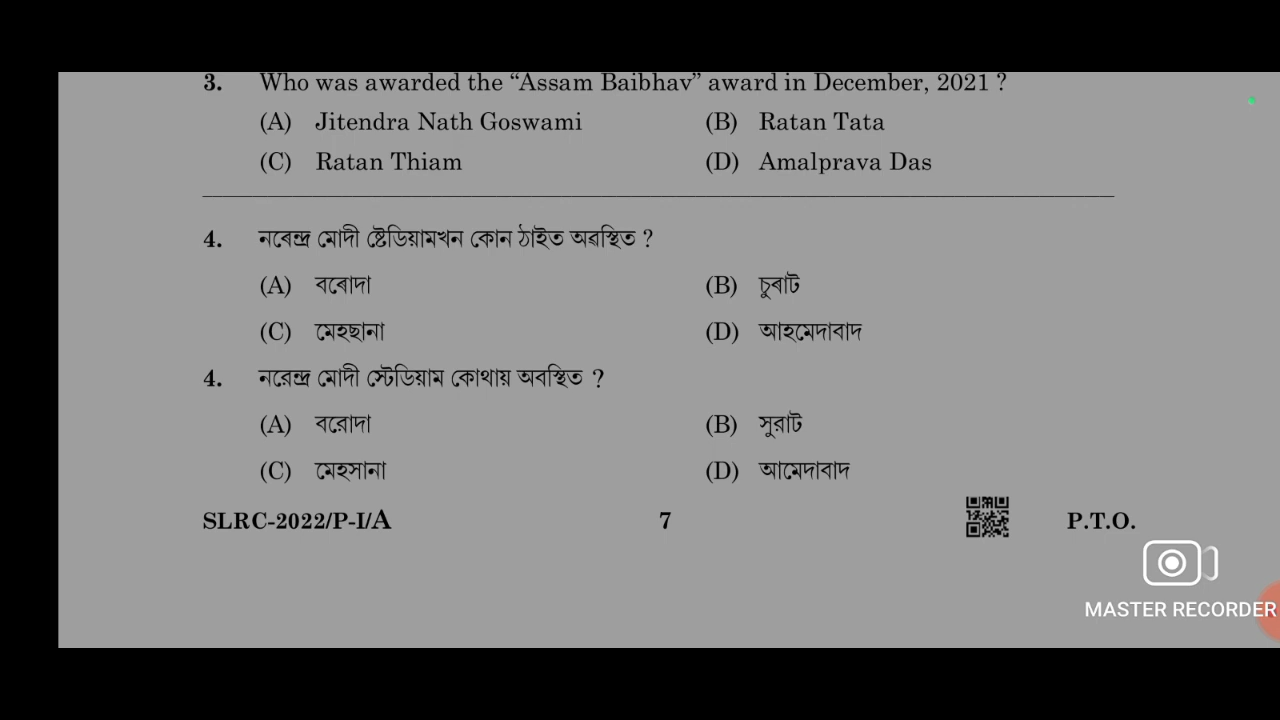 3. Who was awarded the “Assam Baibhav” award in December, 2021 ?
(A) Jitendra Nath Goswami (B) Ratan Tata
(C) Ratan Thiam (D) Amalprava Das
4. নৰেন্দ্ৰ মোদী ষ্টেডিয়ামখন কোন ঠাইত অৱস্থিত ?
(A) বৰোদা (B) চুৰাট
(C) মেহছানা (D) আহমেদাবাদ
4. নরেন্দ্র মোদী স্টেডিয়াম কোথায় অবস্থিত ?
(A) বরোদা (B) সুরাট
(C) মেহসানা (D) আমেদাবাদ
SLRC-2022/P-I/A 7 P.T.O.
MASTER RECORDER